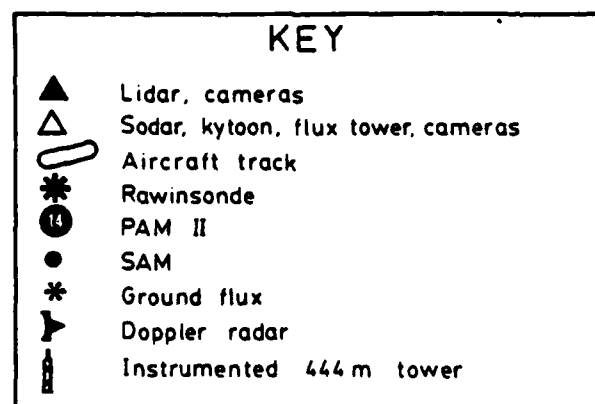 KEY
Lidar, cameras
Sodar, kytoon, flux tower, cameras
Aircraft track
Rawinsonde
14 PAM II
SAM
Ground flux
Doppler radar
Instrumented 444 m tower